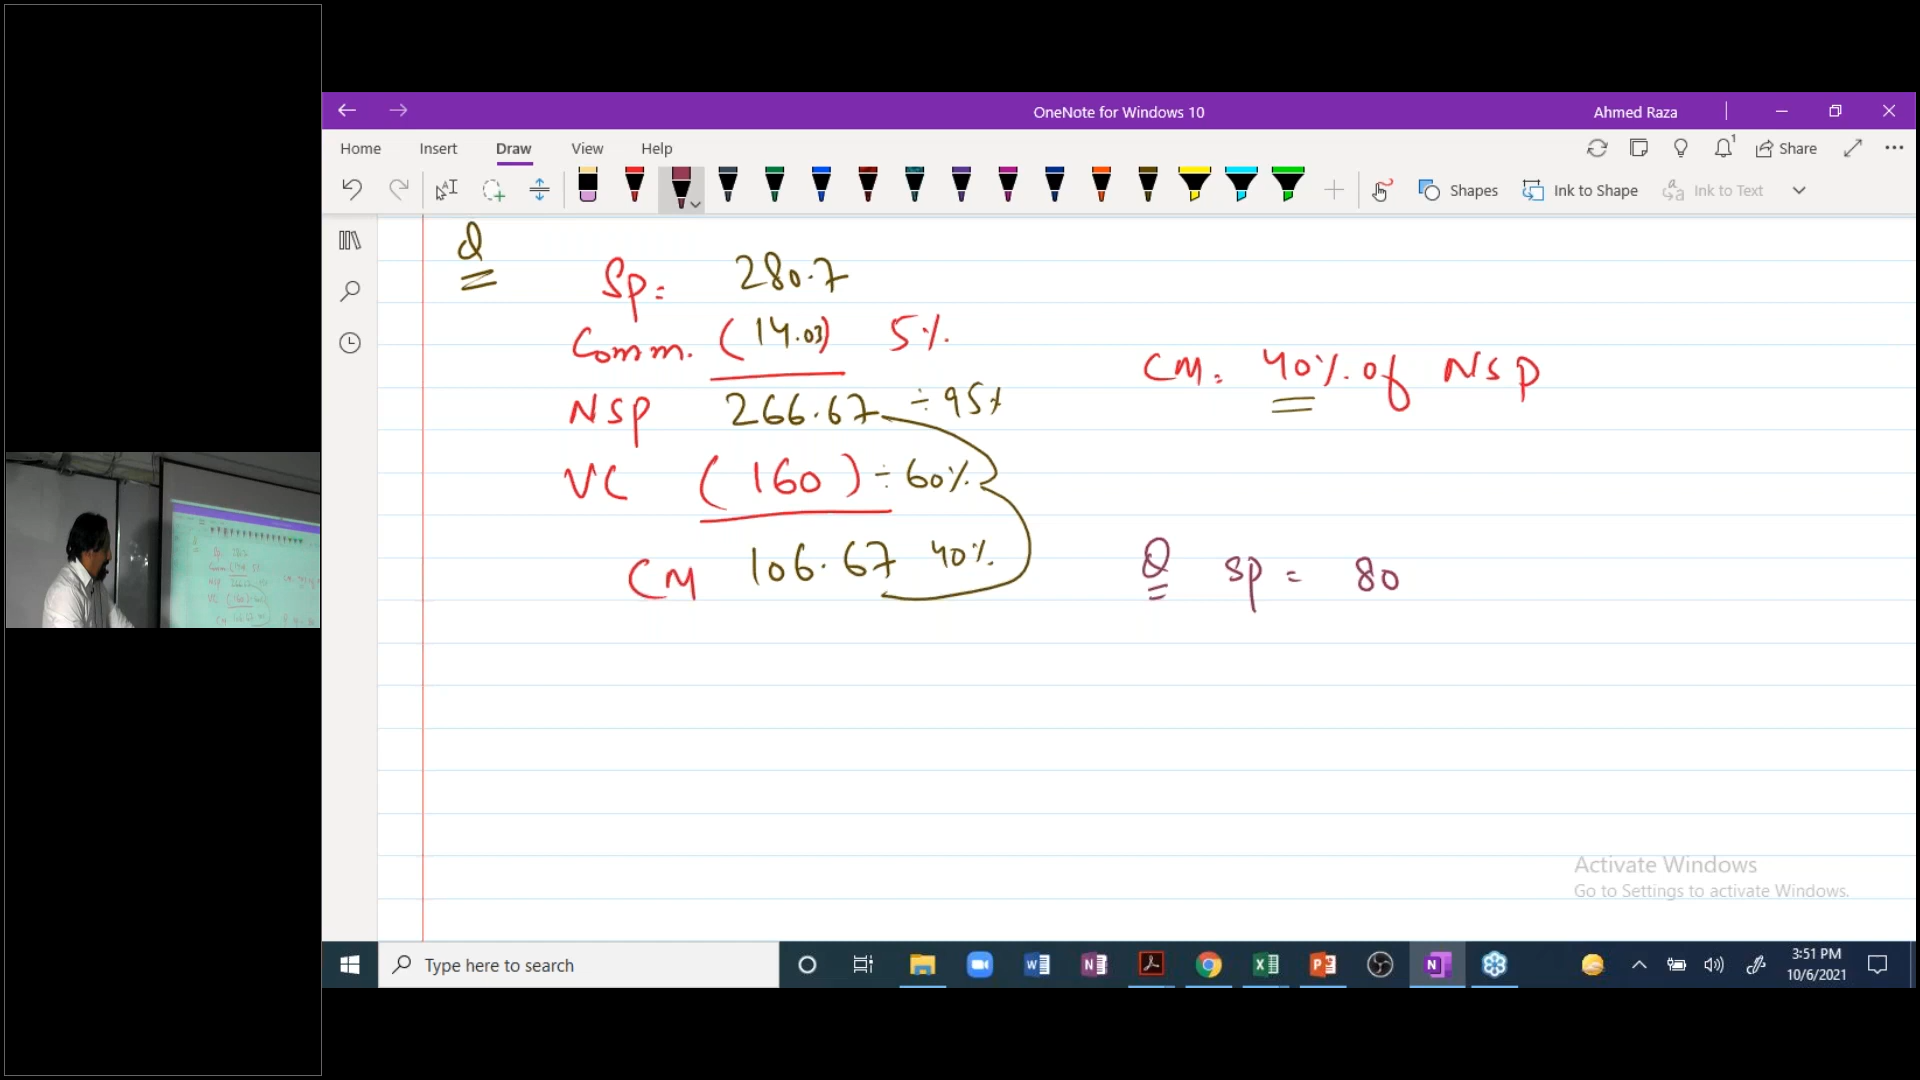 OneNote for Windows 10
Ahmed Raza
Home Insert Draw View Help
1
Share
Shapes Ink to Shape Ink to Text
Q
Sp = 280.7
Comm. (14.03) 5%
NSP 266.67 ÷ 95%
VC (160) ÷ 60%
CM 106.67 40%
CM = 40% of NSP
Q SP = 80
Activate Windows
Go to Settings to activate Windows.
Type here to search
3:51 PM
10/6/2021